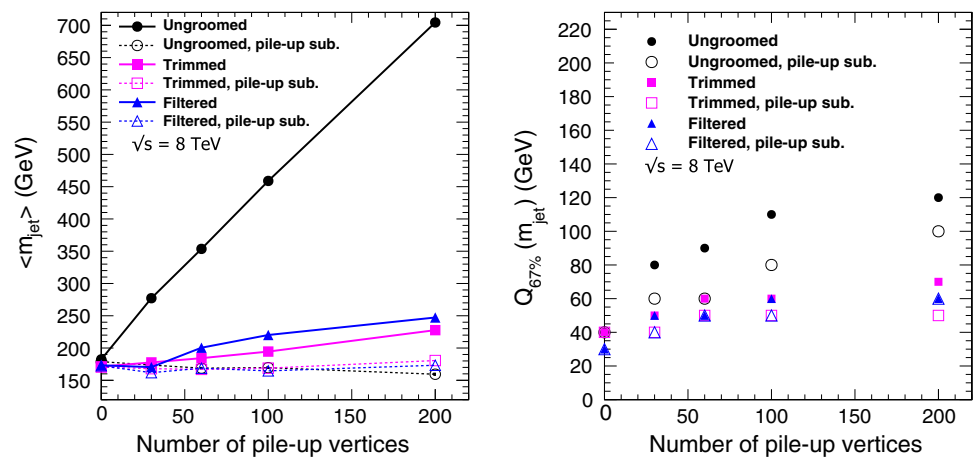 <m_jet> (GeV)
700
650
600
550
500
450
400
350
300
250
200
150
Ungroomed
Ungroomed, pile-up sub.
Trimmed
Trimmed, pile-up sub.
Filtered
Filtered, pile-up sub.
√s = 8 TeV
0 50 100 150 200
Number of pile-up vertices
Q_67% (m_jet) (GeV)
220
200
180
160
140
120
100
80
60
40
20
0
Ungroomed
Ungroomed, pile-up sub.
Trimmed
Trimmed, pile-up sub.
Filtered
Filtered, pile-up sub.
√s = 8 TeV
0 50 100 150 200
Number of pile-up vertices